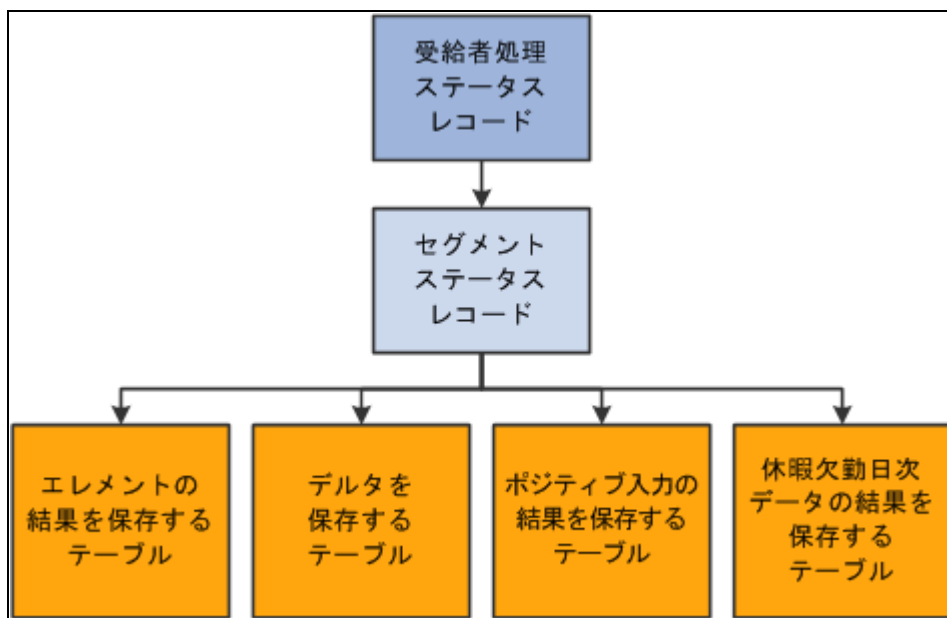 受給者処理
ステータス
レコード
セグメント
ステータス
レコード
エレメントの
結果を保存する
テーブル
デルタを
保存する
テーブル
ポジティブ入力の
結果を保存する
テーブル
休暇欠勤日次
データの結果を
保存する
テーブル